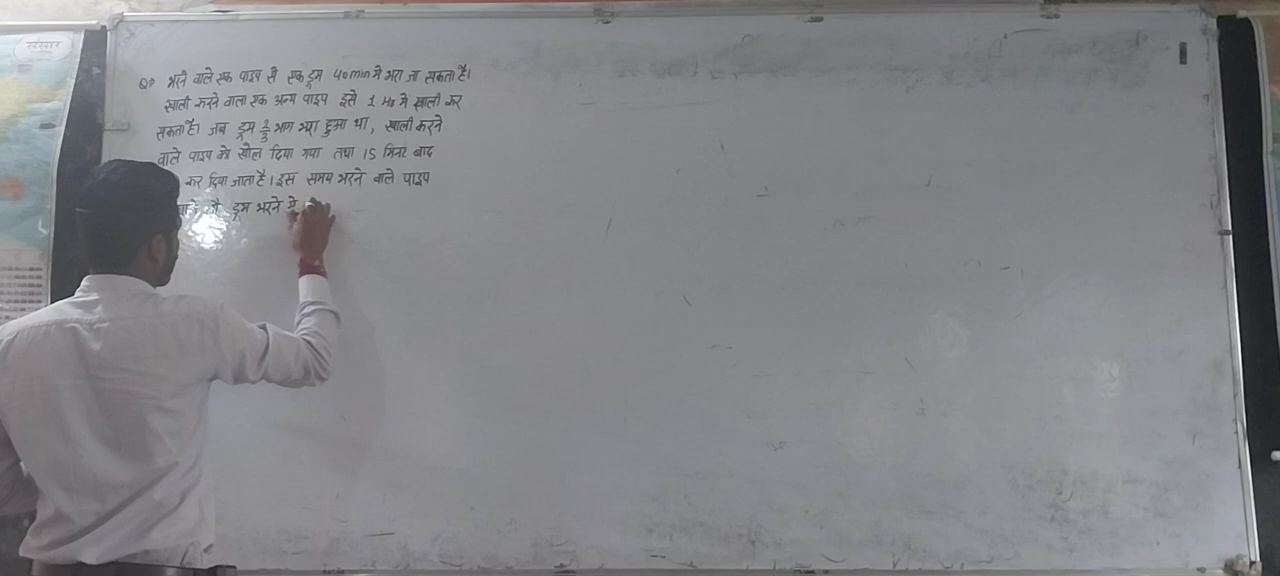 Q⇒ भरने वाले एक पाइप से एक ड्रम 40 min मे भरा जा सकता है।
खाली करने वाला एक अन्य पाइप इसे 1 Hr मे खाली कर
सकता है। जब ड्रम 2/3 भाग भरा हुआ था, खाली करने
वाले पाइप को खोल दिया गया तथा 15 मिनट बाद
कर दिया जाता है। इस समय भरने वाले पाइप
ड्रम भरने मे